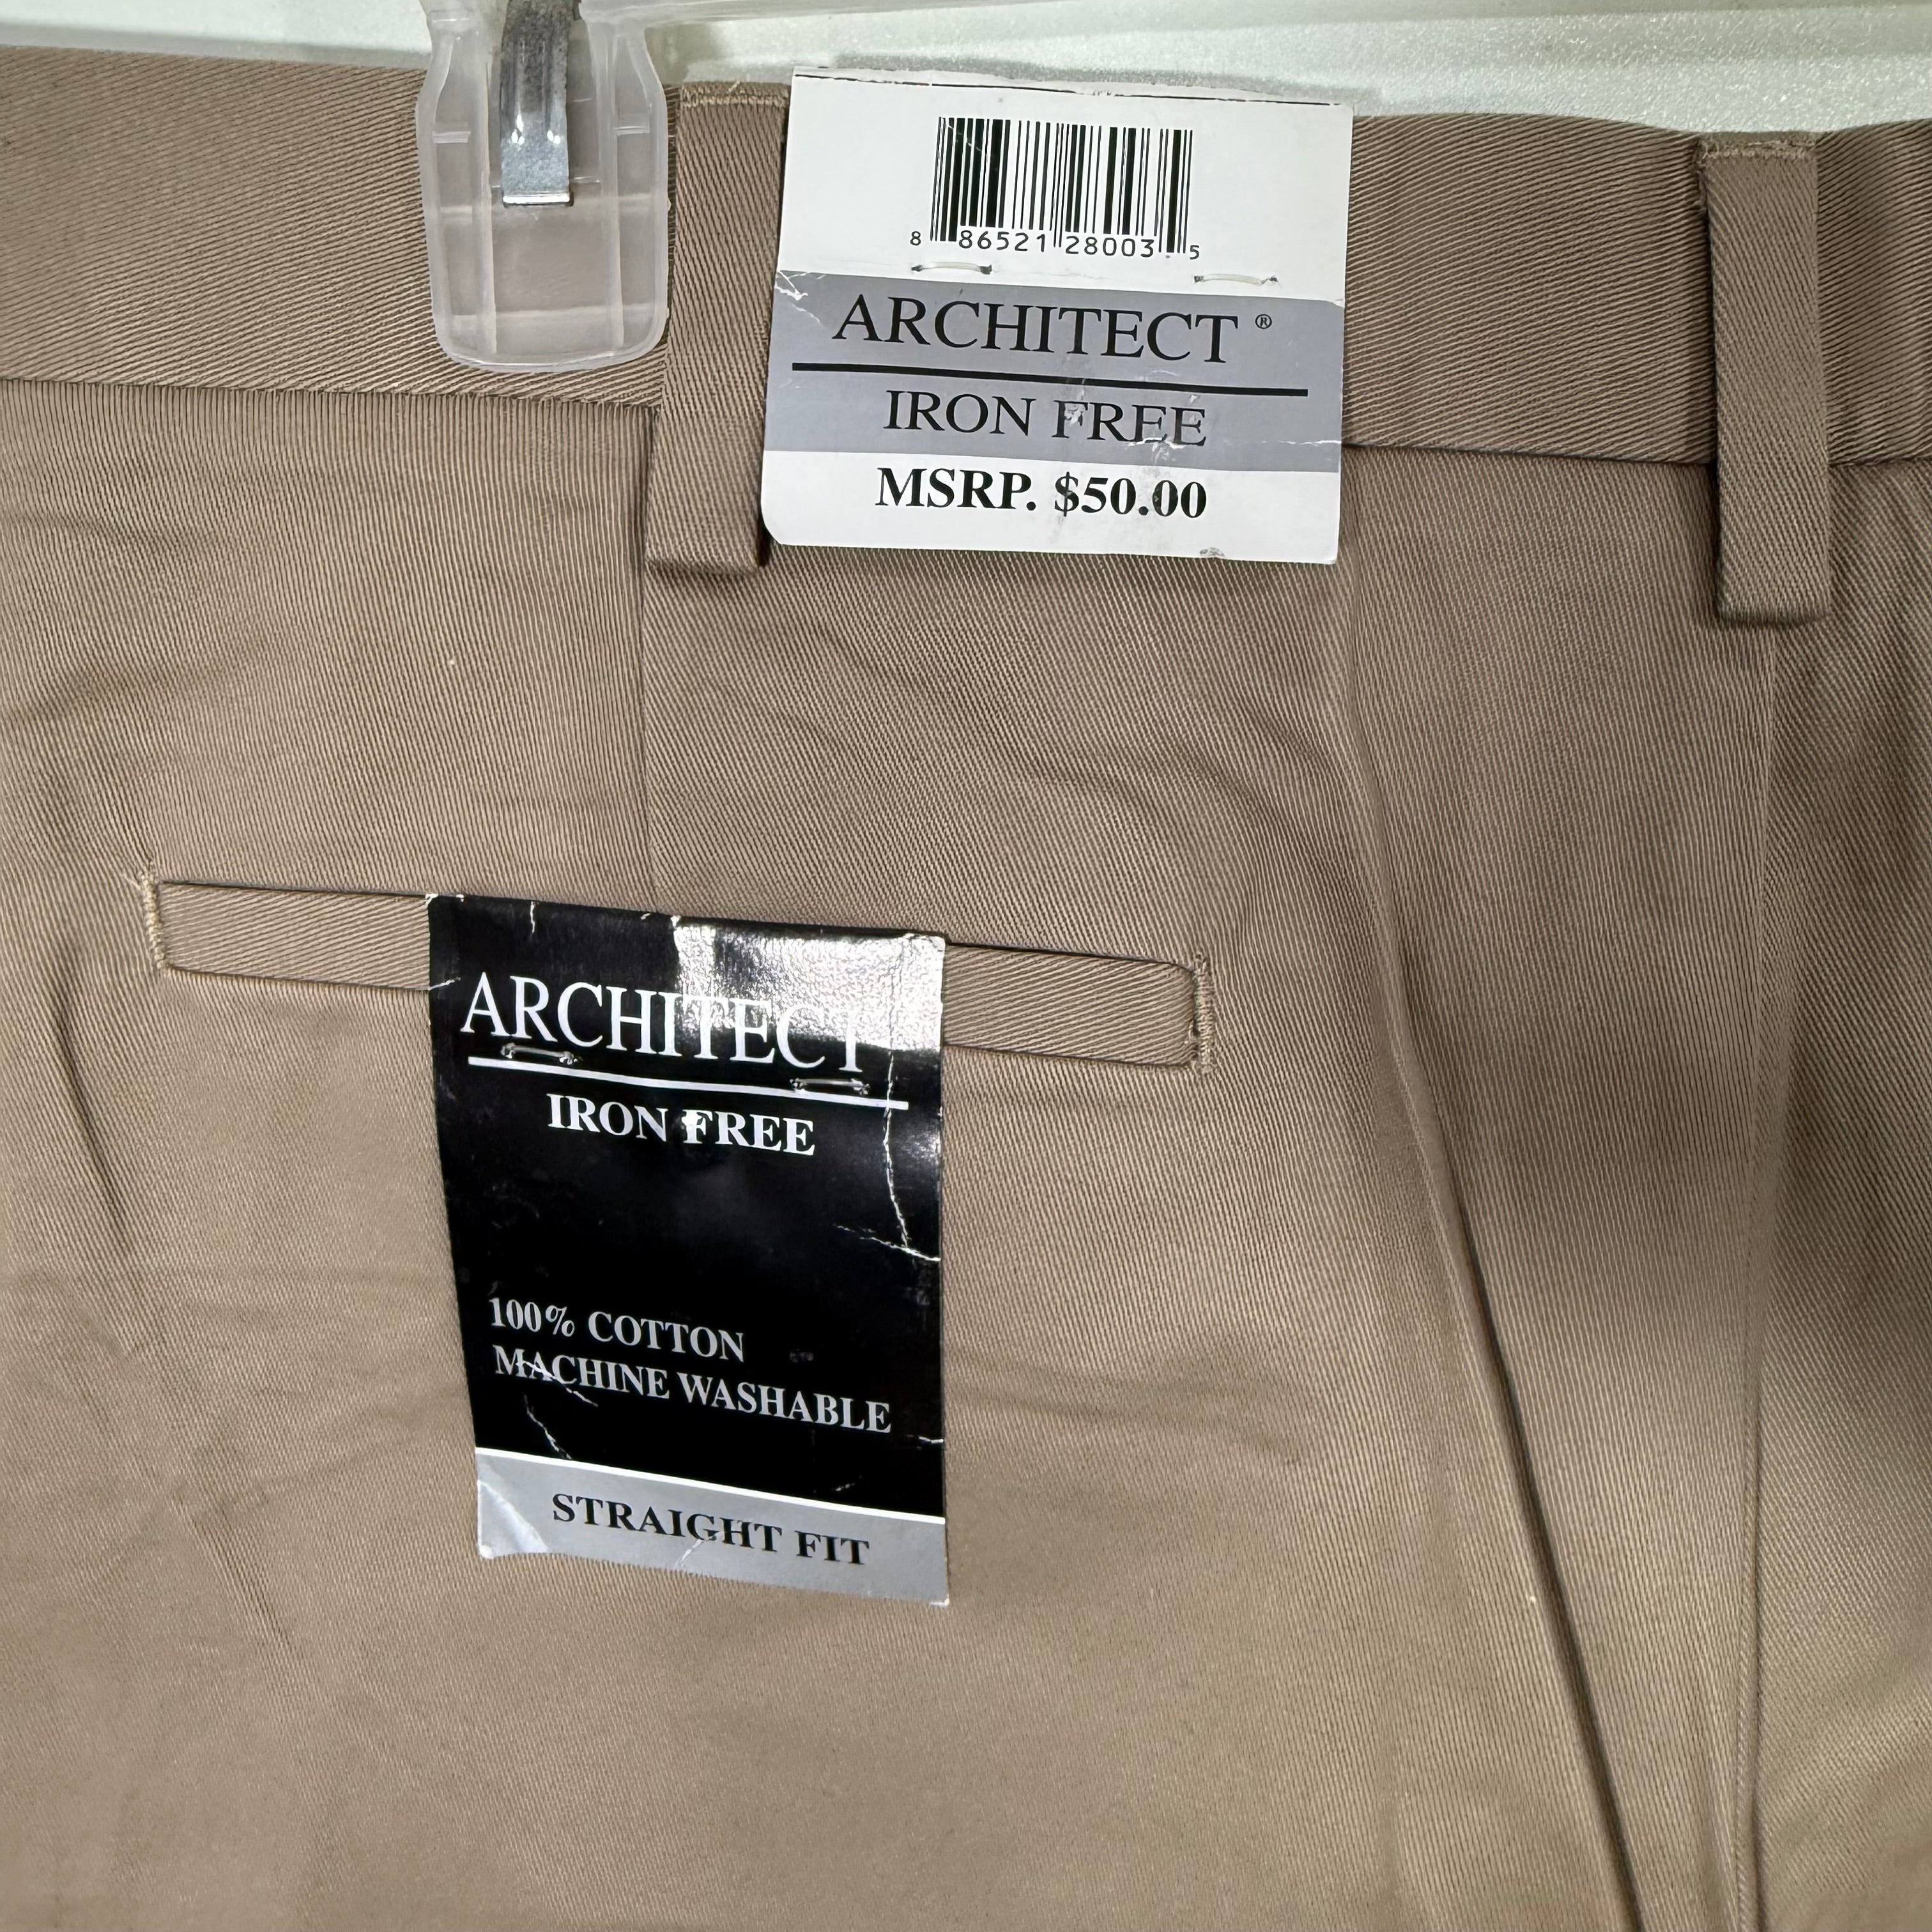 8 86521 28003 5
ARCHITECT ®
IRON FREE
MSRP. $50.00
ARCHITECT
IRON FREE
100% COTTON
MACHINE WASHABLE
STRAIGHT FIT